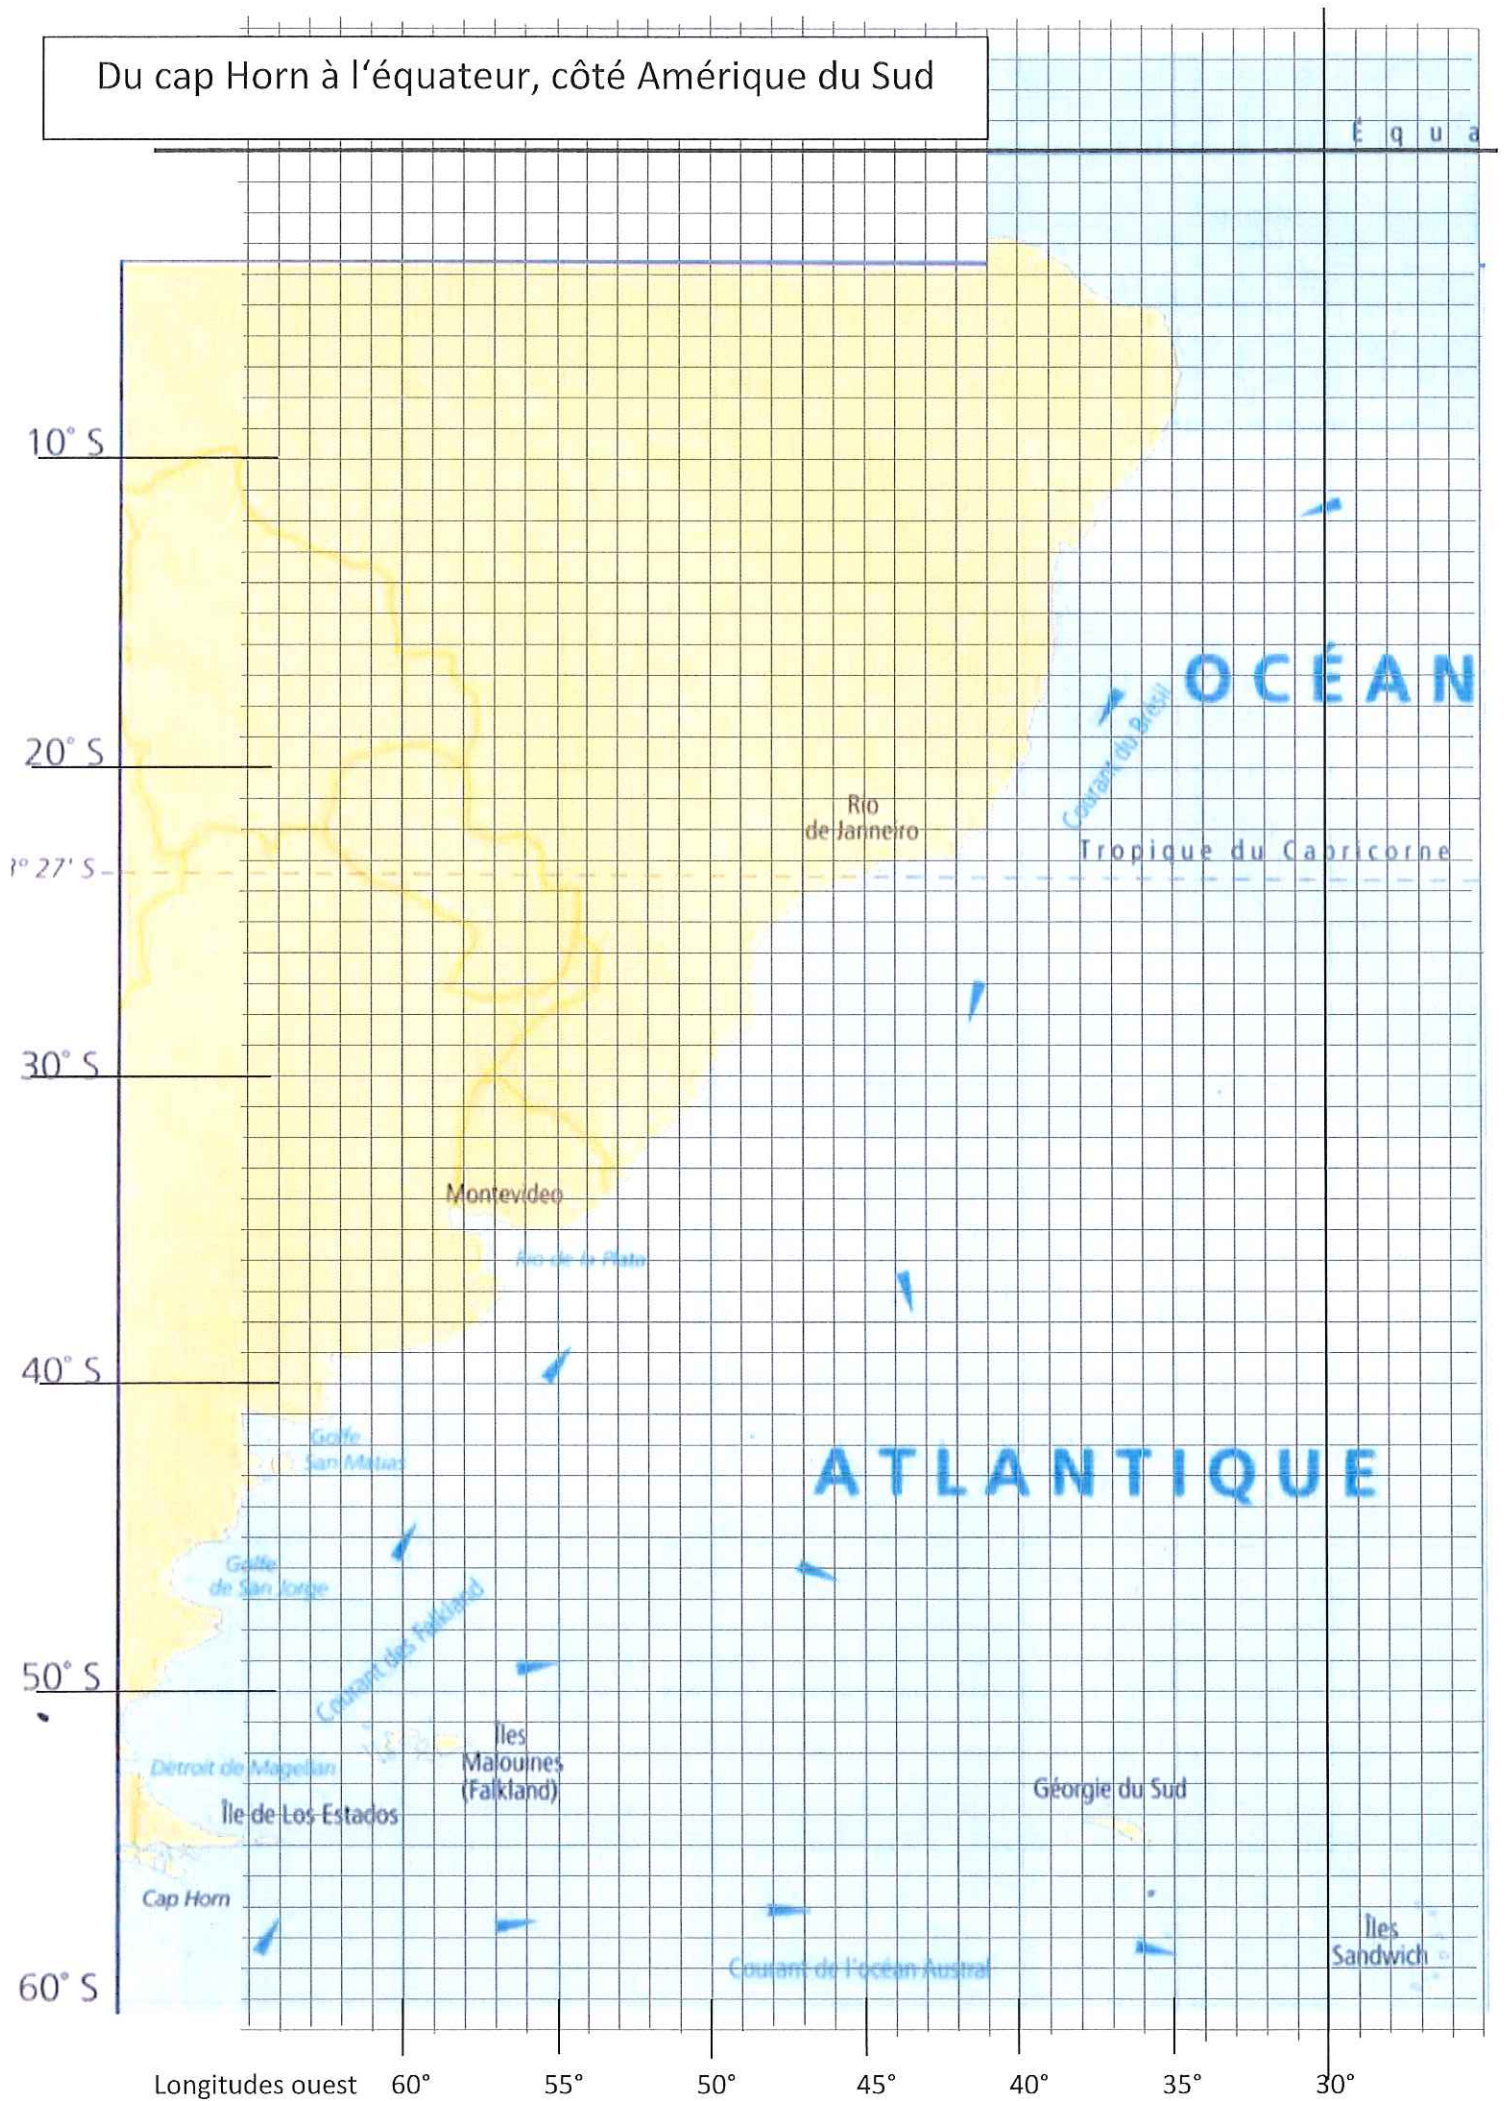 Du cap Horn à l‘équateur, côté Amérique du Sud
É q u a
10° S
OCÉAN
Courant du Brésil
20° S
Rio
de Janneiro
Tropique du Capricorne
3° 27' S
30° S
Montevideo
Rio de la Plata
40° S
Golfe
San Matias
ATLANTIQUE
Golfe
de San Jorge
Courant des Falkland
50° S
Îles
Malouines
(Falkland)
Détroit de Magellan
Géorgie du Sud
Île de Los Estados
Cap Horn
Îles
Sandwich
Courant de l'océan Austral
60° S
Longitudes ouest 60° 55° 50° 45° 40° 35° 30°